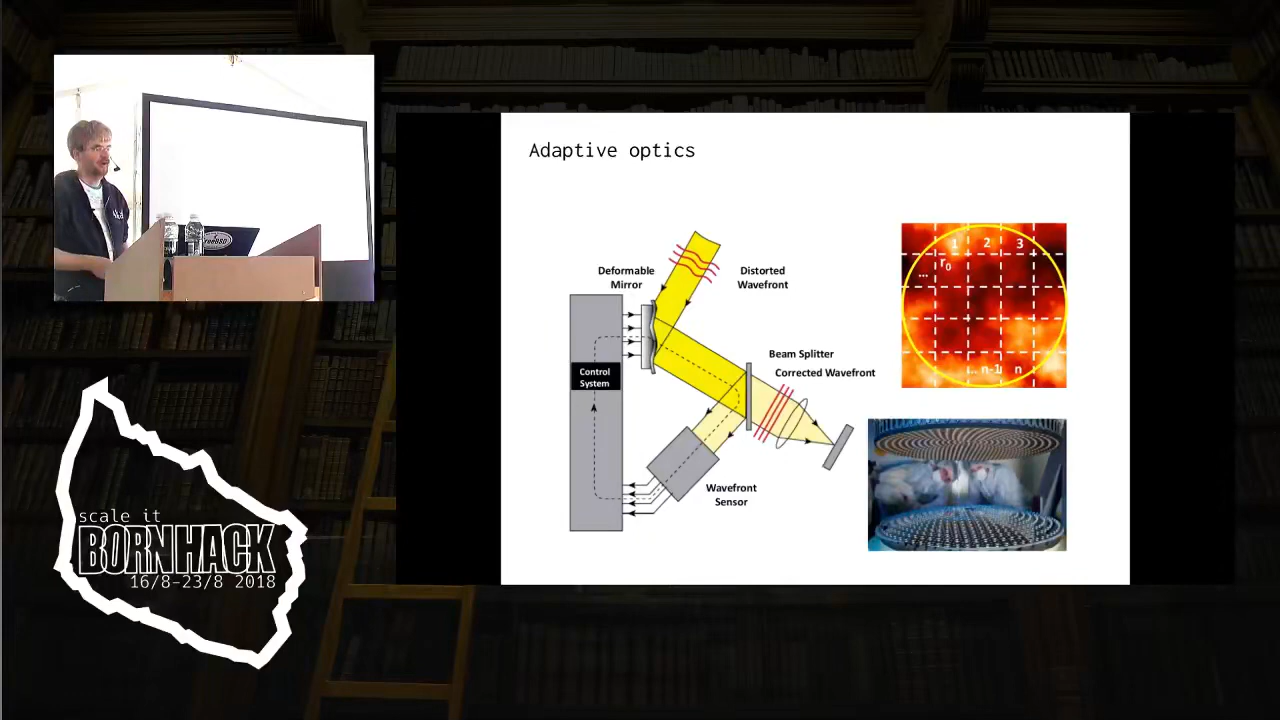 Adaptive optics
Deformable
Mirror
Distorted
Wavefront
Control
System
Beam Splitter
Corrected Wavefront
Wavefront
Sensor
1 2 3
... r0
... n-1 n
scale it
BORNHACK
16/8-23/8 2018